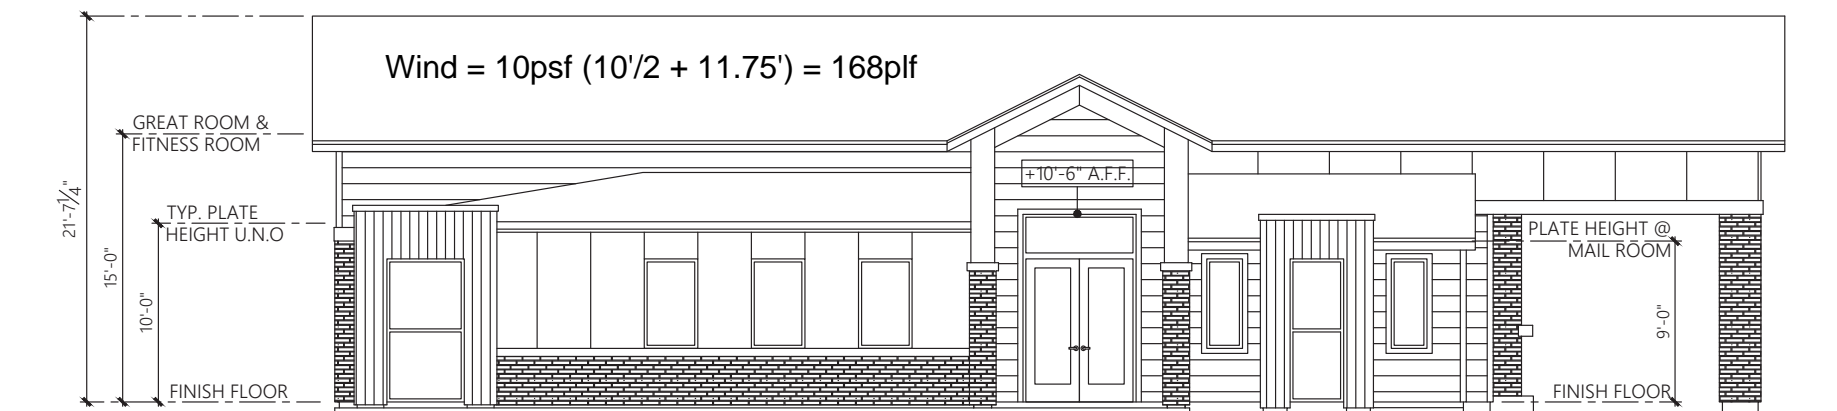 Wind = 10psf (10'/2 + 11.75') = 168plf
GREAT ROOM &
FITNESS ROOM
+10'-6" A.F.F.
21'-7¼"
TYP. PLATE
HEIGHT U.N.O
PLATE HEIGHT @
MAIL ROOM
15'-0"
10'-0"
9'-0"
FINISH FLOOR
FINISH FLOOR